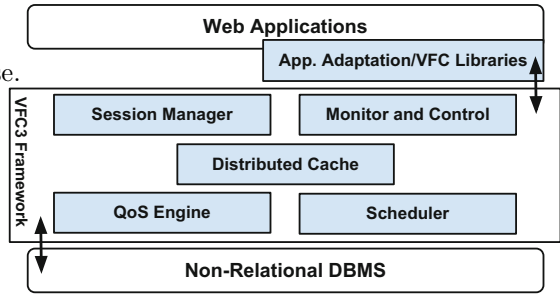 Web Applications
App. Adaptation/VFC Libraries
se.
VFC3 Framework
Session Manager
Monitor and Control
Distributed Cache
QoS Engine
Scheduler
Non-Relational DBMS